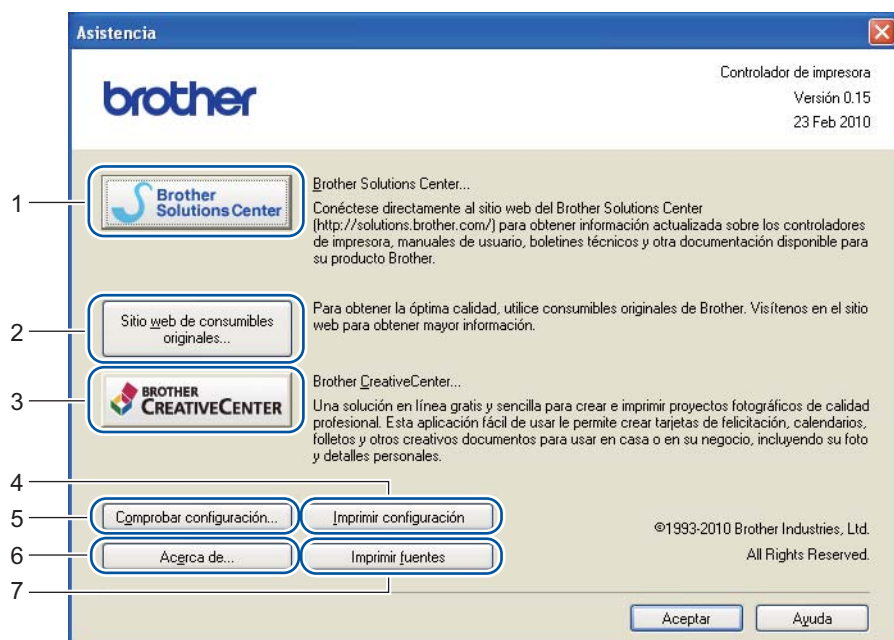 Asistencia
brother
Controlador de impresora
Versión 0.15
23 Feb 2010
1
Brother
Solutions Center
Brother Solutions Center...
Conéctese directamente al sitio web del Brother Solutions Center
(http://solutions.brother.com/) para obtener información actualizada sobre los controladores
de impresora, manuales de usuario, boletines técnicos y otra documentación disponible para
su producto Brother.
2
Sitio web de consumibles
originales...
Para obtener la óptima calidad, utilice consumibles originales de Brother. Visítenos en el sitio
web para obtener mayor información.
3
BROTHER
CREATIVECENTER
Brother CreativeCenter...
Una solución en línea gratis y sencilla para crear e imprimir proyectos fotográficos de calidad
profesional. Esta aplicación fácil de usar le permite crear tarjetas de felicitación, calendarios,
folletos y otros creativos documentos para usar en casa o en su negocio, incluyendo su foto
y detalles personales.
4
5
Comprobar configuración...
Imprimir configuración
©1993-2010 Brother Industries, Ltd.
6
Acerca de...
Imprimir fuentes
All Rights Reserved.
7
Aceptar
Ayuda